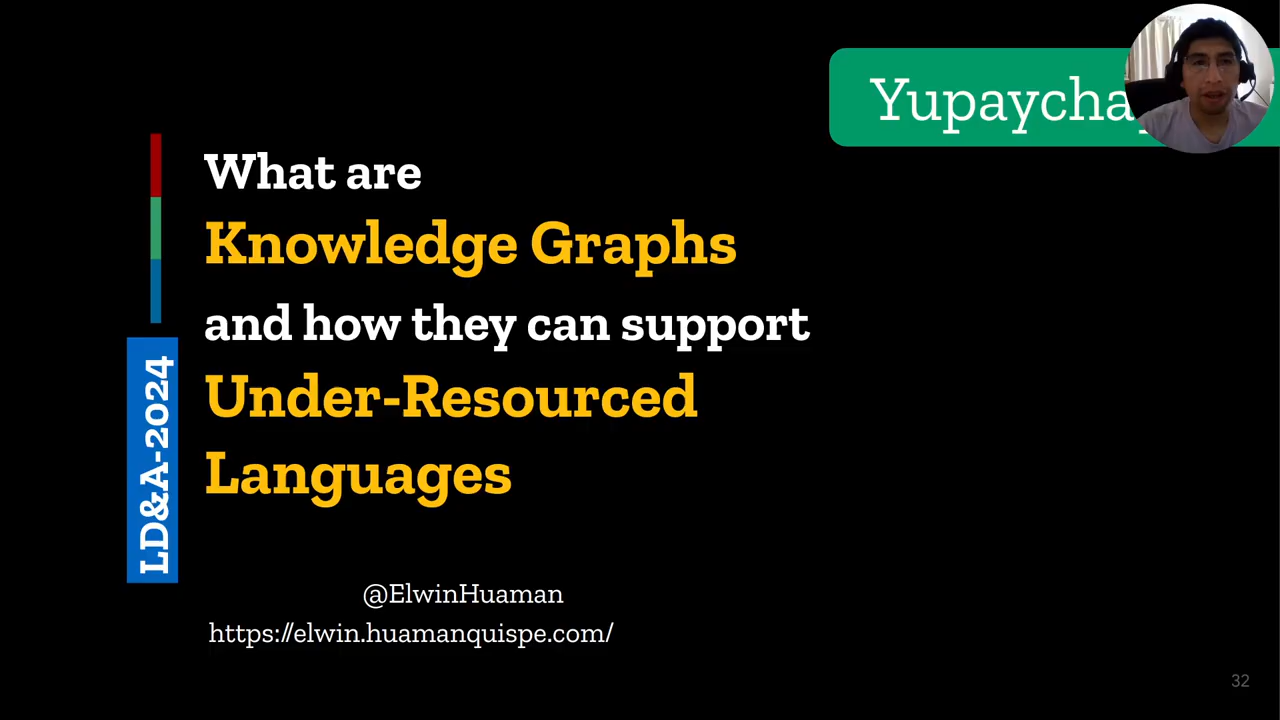 Yupaycha
What are
Knowledge Graphs
and how they can support
Under-Resourced
Languages
LD&A-2024
@ElwinHuaman
https://elwin.huamanquispe.com/
32